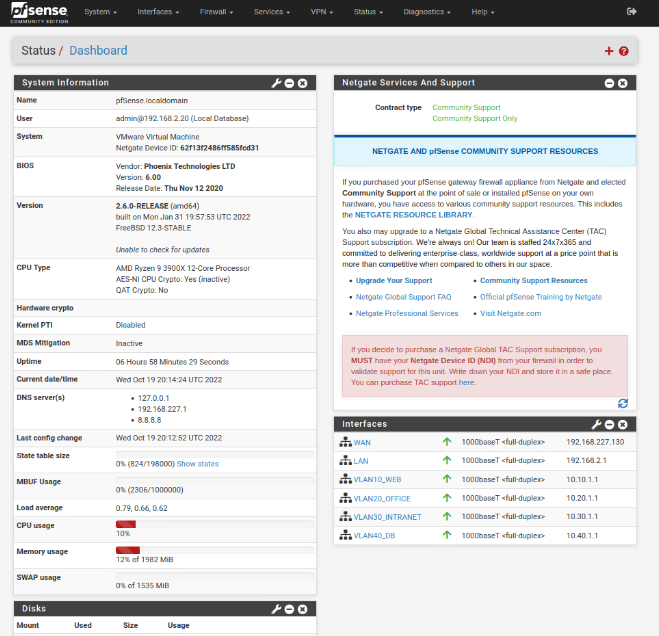 pfsense
COMMUNITY EDITION
System Interfaces Firewall Services VPN Status Diagnostics Help
Status / Dashboard
System Information
Name pfSense.localdomain
User admin@192.168.2.20 (Local Database)
System VMware Virtual Machine
Netgate Device ID: 62f13f2486ff585fcd31
BIOS Vendor: Phoenix Technologies LTD
Version: 6.00
Release Date: Thu Nov 12 2020
Version 2.6.0-RELEASE (amd64)
built on Mon Jan 31 19:57:53 UTC 2022
FreeBSD 12.3-STABLE
Unable to check for updates
CPU Type AMD Ryzen 9 3900X 12-Core Processor
AES-NI CPU Crypto: Yes (inactive)
QAT Crypto: No
Hardware crypto
Kernel PTI Disabled
MDS Mitigation Inactive
Uptime 06 Hours 58 Minutes 29 Seconds
Current date/time Wed Oct 19 20:14:24 UTC 2022
DNS server(s)
• 127.0.0.1
• 192.168.227.1
• 8.8.8.8
Last config change Wed Oct 19 20:12:52 UTC 2022
State table size
0% (824/198000) Show states
MBUF Usage
0% (2306/1000000)
Load average 0.79, 0.66, 0.62
CPU usage
10%
Memory usage
12% of 1982 MiB
SWAP usage
0% of 1535 MiB
Disks
Mount Used Size Usage
Netgate Services And Support
Contract type Community Support
Community Support Only
NETGATE AND pfSense COMMUNITY SUPPORT RESOURCES
If you purchased your pfSense gateway firewall appliance from Netgate and elected
Community Support at the point of sale or installed pfSense on your own
hardware, you have access to various community support resources. This includes
the NETGATE RESOURCE LIBRARY.
You also may upgrade to a Netgate Global Technical Assistance Center (TAC)
Support subscription. We're always on! Our team is staffed 24x7x365 and
committed to delivering enterprise-class, worldwide support at a price point that is
more than competitive when compared to others in our space.
• Upgrade Your Support • Community Support Resources
• Netgate Global Support FAQ • Official pfSense Training by Netgate
• Netgate Professional Services • Visit Netgate.com
If you decide to purchase a Netgate Global TAC Support subscription, you
MUST have your Netgate Device ID (NDI) from your firewall in order to
validate support for this unit. Write down your NDI and store it in a safe place.
You can purchase TAC support here.
Interfaces
WAN 1000baseT <full-duplex> 192.168.227.130
LAN 1000baseT <full-duplex> 192.168.2.1
VLAN10_WEB 1000baseT <full-duplex> 10.10.1.1
VLAN20_OFFICE 1000baseT <full-duplex> 10.20.1.1
VLAN30_INTRANET 1000baseT <full-duplex> 10.30.1.1
VLAN40_DB 1000baseT <full-duplex> 10.40.1.1